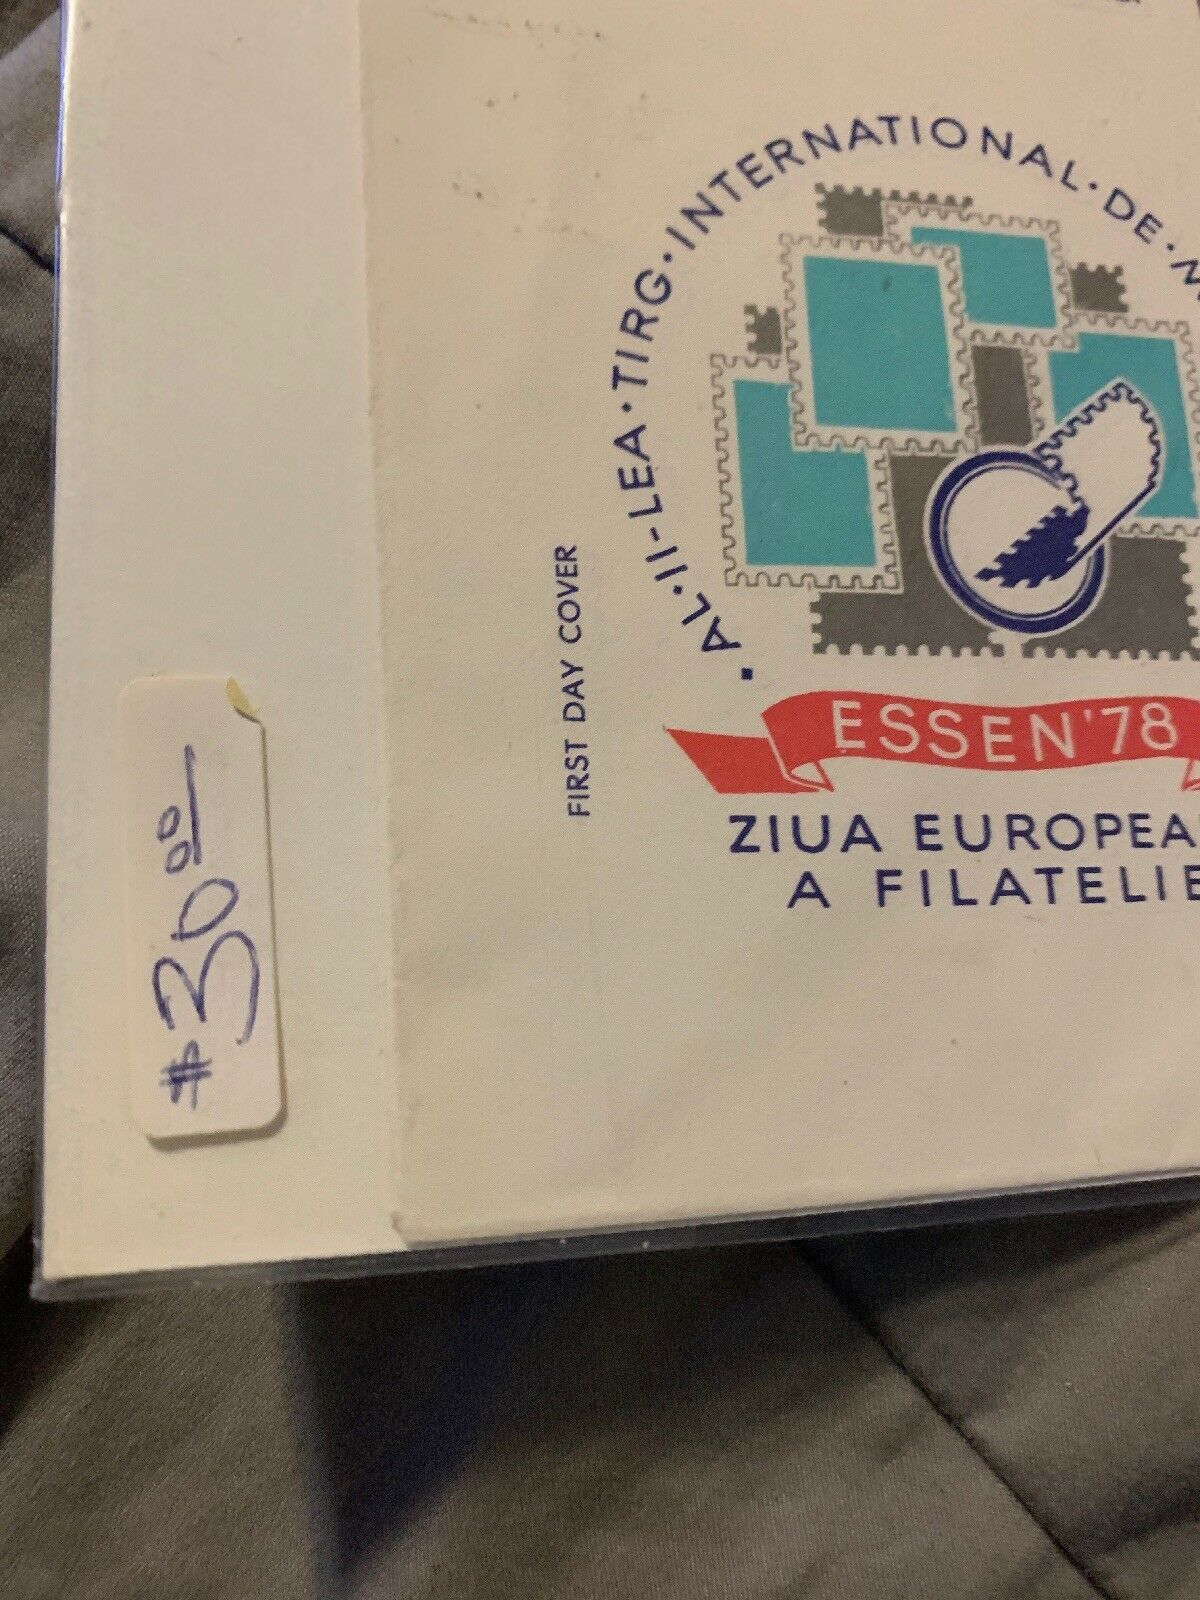 ·AL·II-LEA·TIRG·INTERNATIONAL·DE·
FIRST DAY COVER
ESSEN'78
ZIUA EUROPEA
A FILATELIE
$30.00